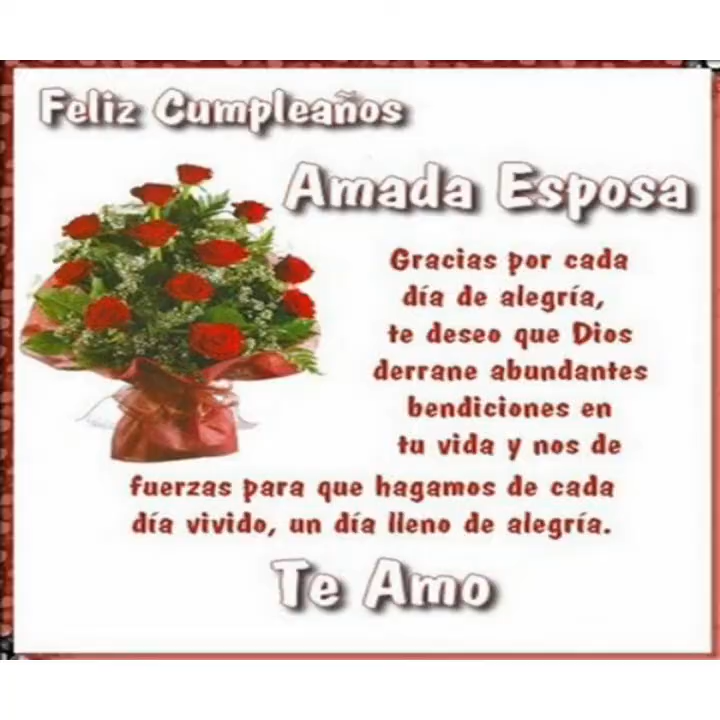 Feliz Cumpleaños
Amada Esposa
Gracias por cada
día de alegría,
te deseo que Dios
derrane abundantes
bendiciones en
tu vida y nos de
fuerzas para que hagamos de cada
día vivido, un día lleno de alegría.
Te Amo